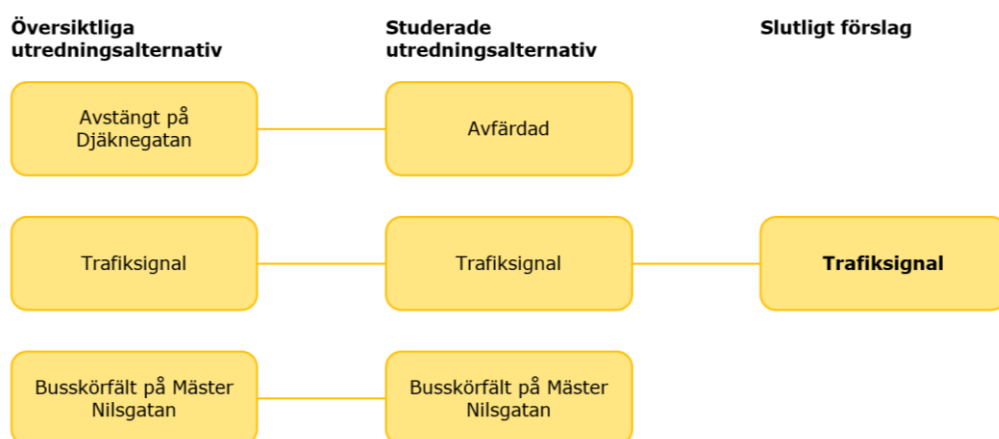 Översiktliga
utredningsalternativ
Studerade
utredningsalternativ
Slutligt förslag
Avstängt på
Djäknegatan
Avfärdad
Trafiksignal
Trafiksignal
Trafiksignal
Busskörfält på Mäster
Nilsgatan
Busskörfält på Mäster
Nilsgatan